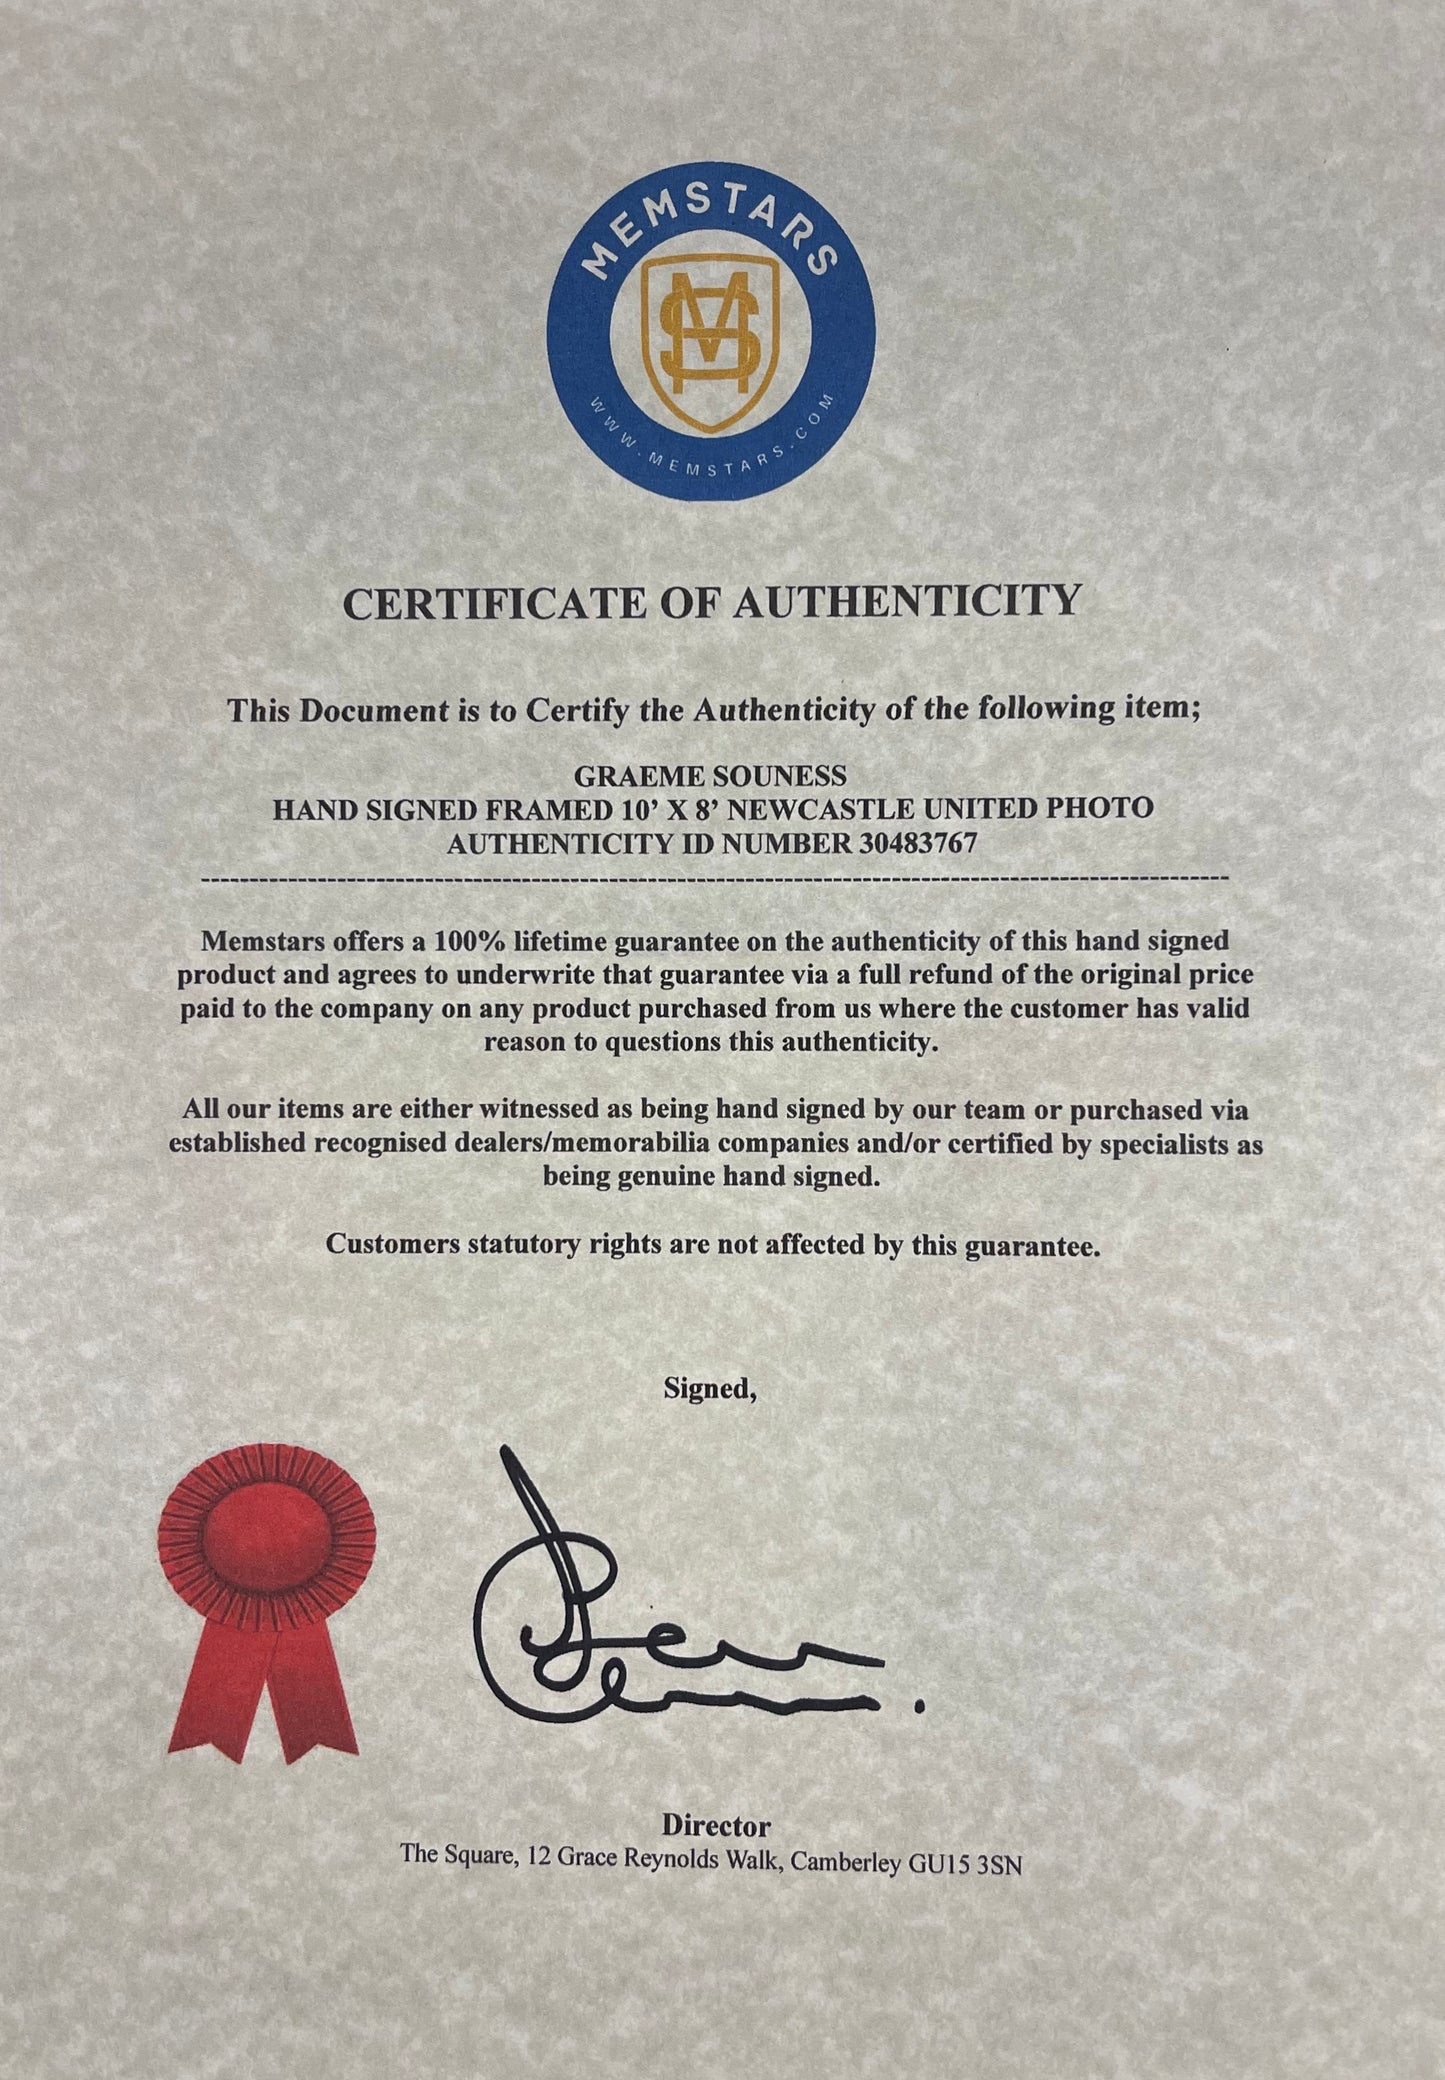 MEMSTARS
WWW.MEMSTARS.COM
CERTIFICATE OF AUTHENTICITY
This Document is to Certify the Authenticity of the following item;
GRAEME SOUNESS
HAND SIGNED FRAMED 10’ X 8’ NEWCASTLE UNITED PHOTO
AUTHENTICITY ID NUMBER 30483767
Memstars offers a 100% lifetime guarantee on the authenticity of this hand signed
product and agrees to underwrite that guarantee via a full refund of the original price
paid to the company on any product purchased from us where the customer has valid
reason to questions this authenticity.
All our items are either witnessed as being hand signed by our team or purchased via
established recognised dealers/memorabilia companies and/or certified by specialists as
being genuine hand signed.
Customers statutory rights are not affected by this guarantee.
Signed,
Director
The Square, 12 Grace Reynolds Walk, Camberley GU15 3SN